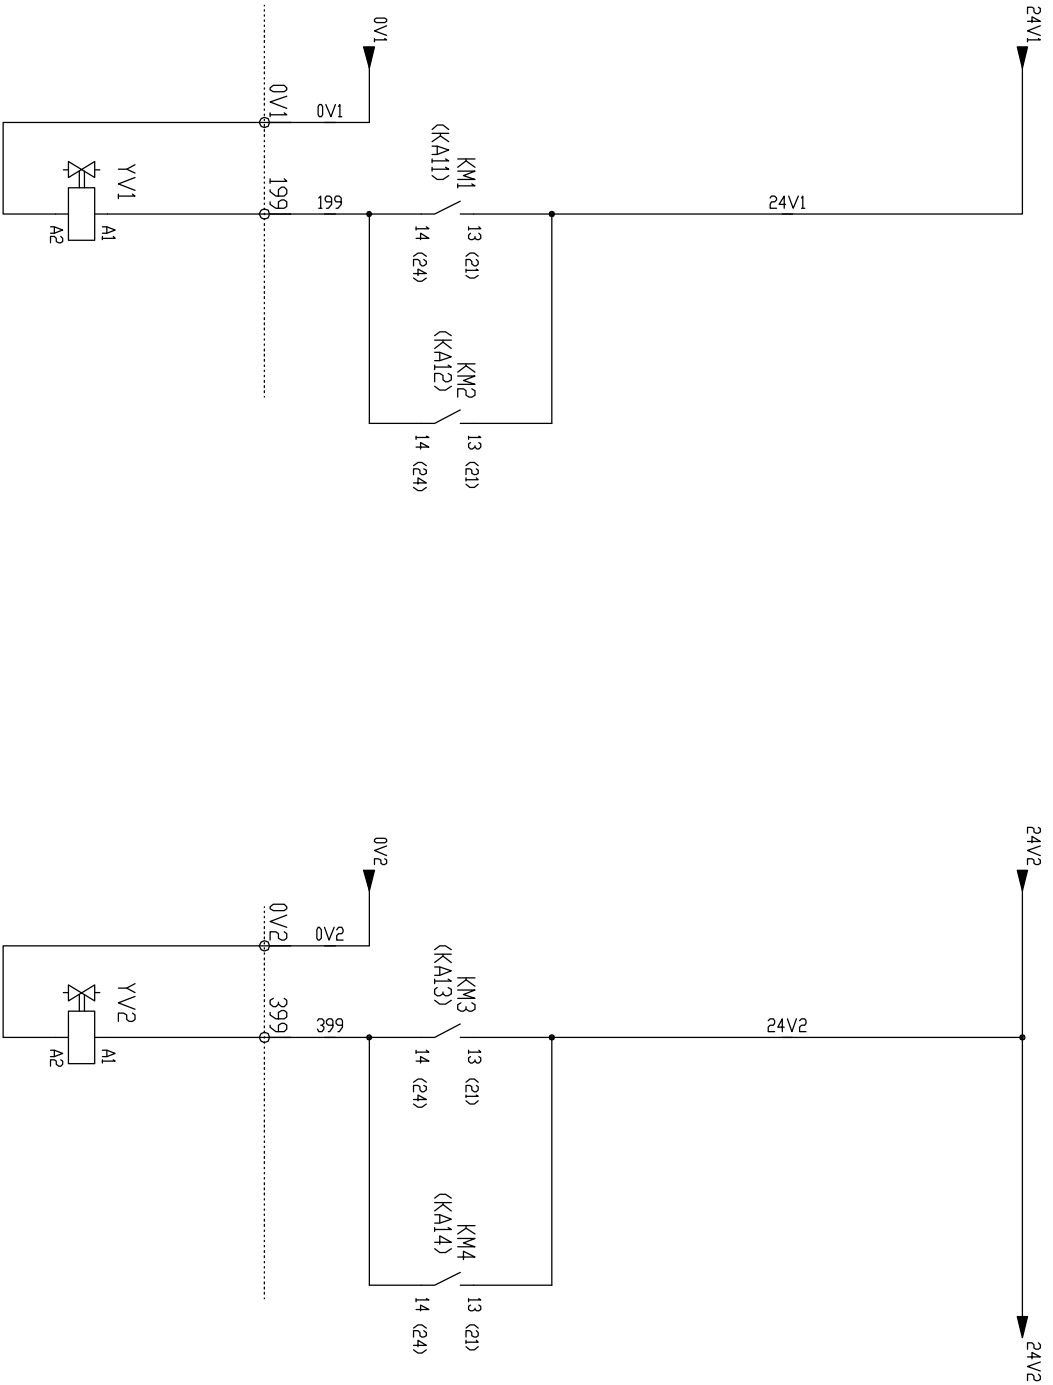 24V1
0V1
0V1
0V1
199
199
YV1
A1
A2
KM1
(KA11)
13 (21)
14 (24)
24V1
KM2
(KA12)
13 (21)
14 (24)
24V2
0V2
0V2
0V2
399
399
YV2
A1
A2
KM3
(KA13)
13 (21)
14 (24)
24V2
KM4
(KA14)
13 (21)
14 (24)
24V2